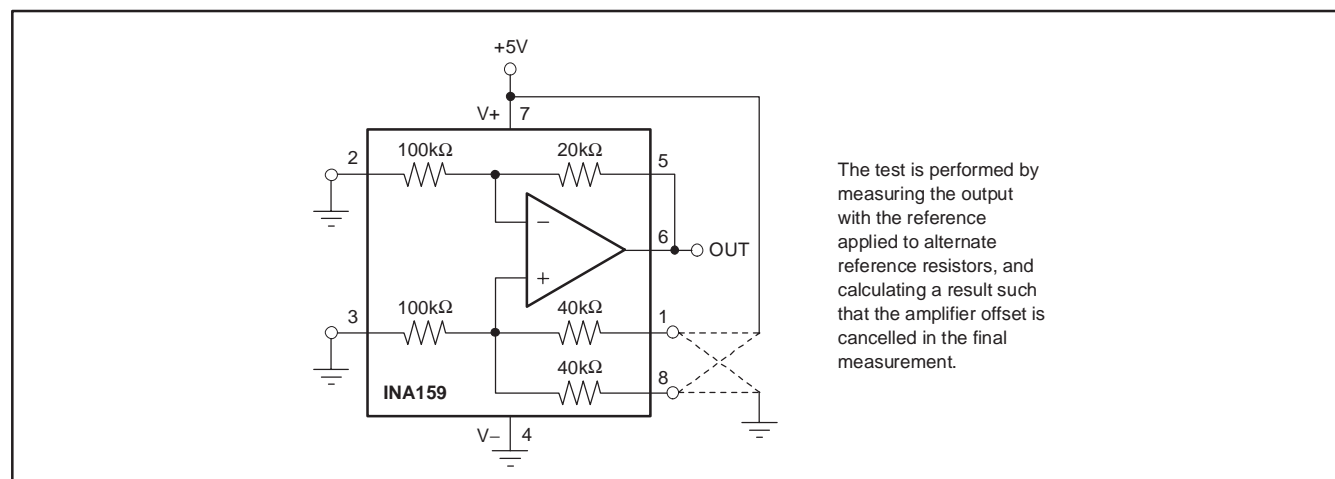 +5V
V+ 7
2 100kΩ 20kΩ 5
−
6 OUT
+
3 100kΩ 40kΩ 1
40kΩ 8
INA159
V− 4
The test is performed by
measuring the output
with the reference
applied to alternate
reference resistors, and
calculating a result such
that the amplifier offset is
cancelled in the final
measurement.